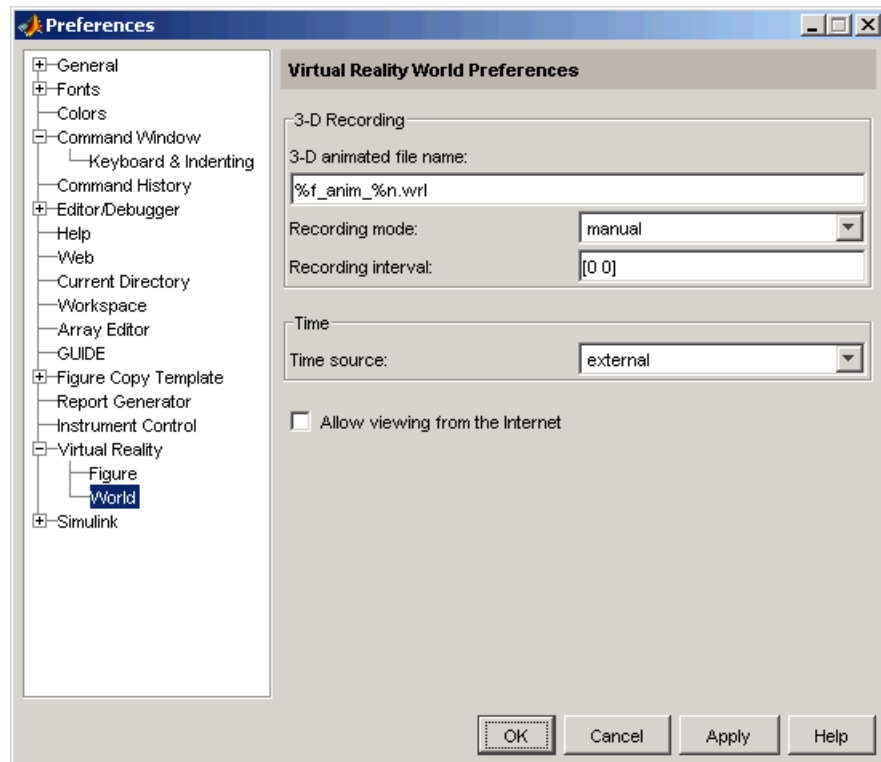 Preferences
General
Fonts
Colors
Command Window
Keyboard & Indenting
Command History
Editor/Debugger
Help
Web
Current Directory
Workspace
Array Editor
GUIDE
Figure Copy Template
Report Generator
Instrument Control
Virtual Reality
Figure
World
Simulink
Virtual Reality World Preferences
3-D Recording
3-D animated file name:
%f_anim_%n.wrl
Recording mode: manual
Recording interval: [0 0]
Time
Time source: external
Allow viewing from the Internet
OK Cancel Apply Help